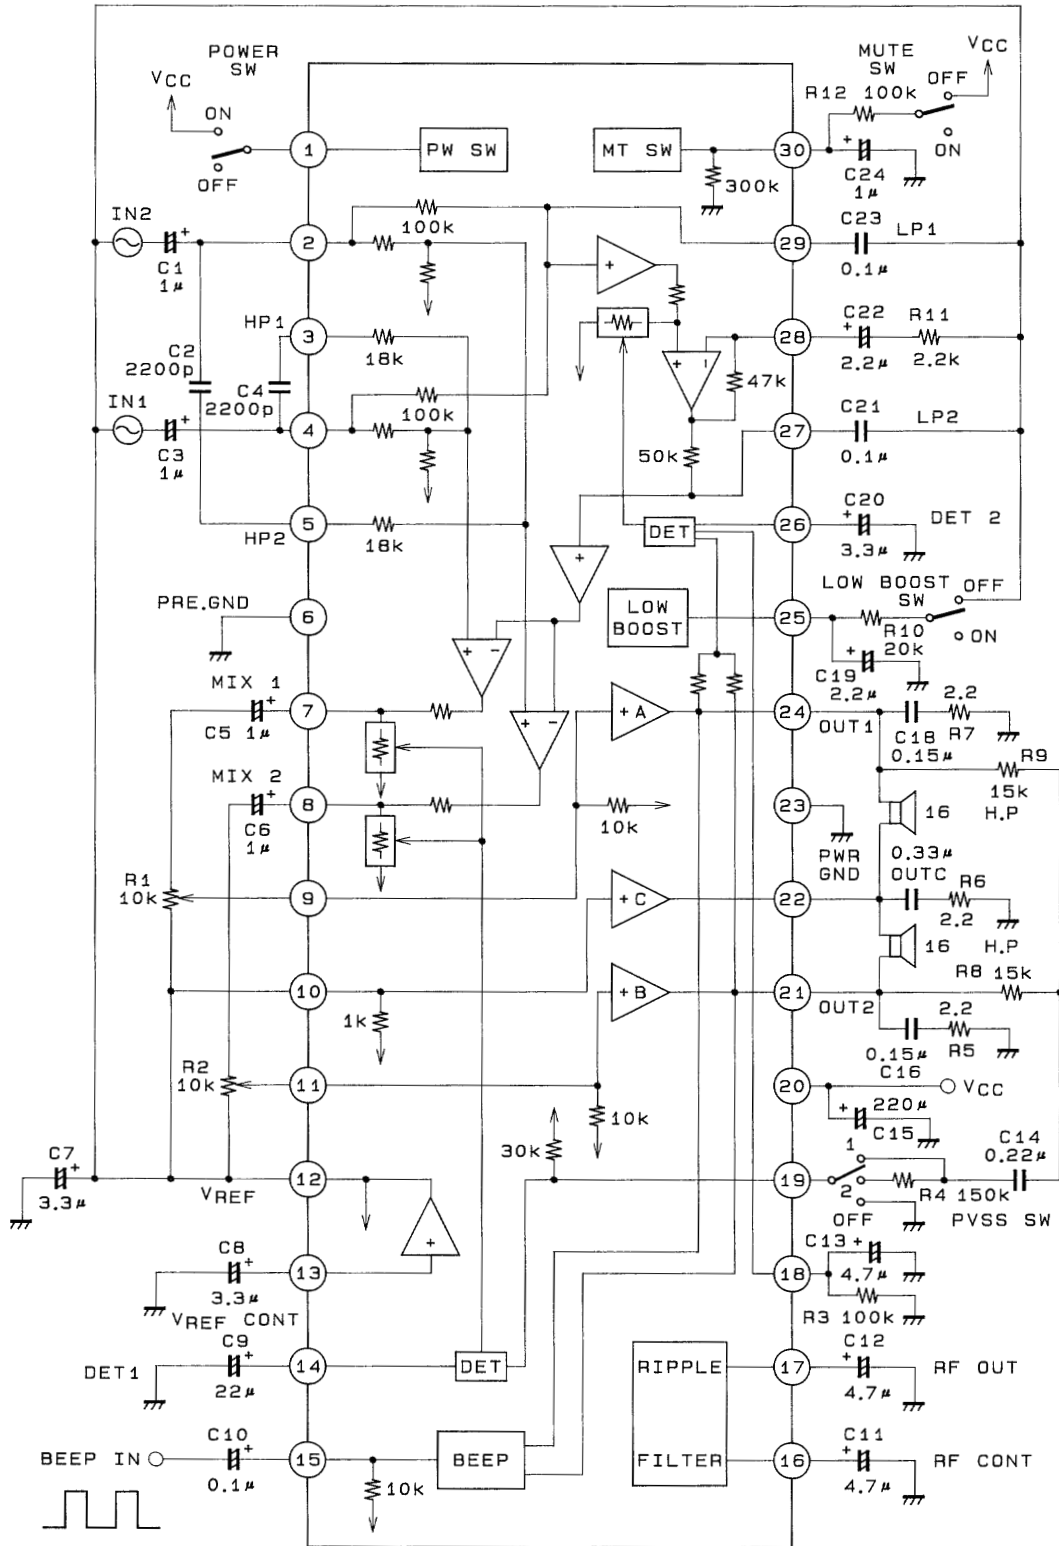 POWER
SW
VCC
ON
OFF
1
PW SW
MT SW
30
300k
MUTE
SW
VCC
OFF
R12 100k
ON
C24
1µ
IN2
C1
1µ
2
100k
29
C23
LP1
0.1µ
HP1
3
18k
+
28
C22
R11
2.2µ
2.2k
C2
2200p
C4
2200p
+ −
47k
IN1
C3
1µ
4
100k
27
C21
LP2
0.1µ
50k
HP2
5
18k
DET
26
C20
DET 2
3.3µ
+
PRE.GND
6
LOW
BOOST
25
LOW BOOST
SW
OFF
R10
20k
ON
C19
2.2µ
+ −
MIX 1
C5 1µ
7
+ −
+A
24
OUT1
C18
0.15µ
2.2
R7
R9
15k
16
H.P
MIX 2
C6
1µ
8
10k
23
PWR
GND
0.33µ
OUTC
R1
10k
9
+C
22
R6
2.2
16
H.P
10
1k
+B
21
OUT2
R8 15k
2.2
R5
0.15µ
C16
R2
10k
11
10k
20
VCC
220µ
C15
30k
C7
3.3µ
12
VREF
19
1
2
OFF
R4
150k
C14
0.22µ
PVSS SW
+
C8
3.3µ
13
VREF CONT
18
C13
4.7µ
R3 100k
DET1
C9
22µ
14
DET
RIPPLE
FILTER
17
C12
4.7µ
RF OUT
BEEP IN
C10
0.1µ
15
10k
BEEP
16
C11
4.7µ
RF CONT